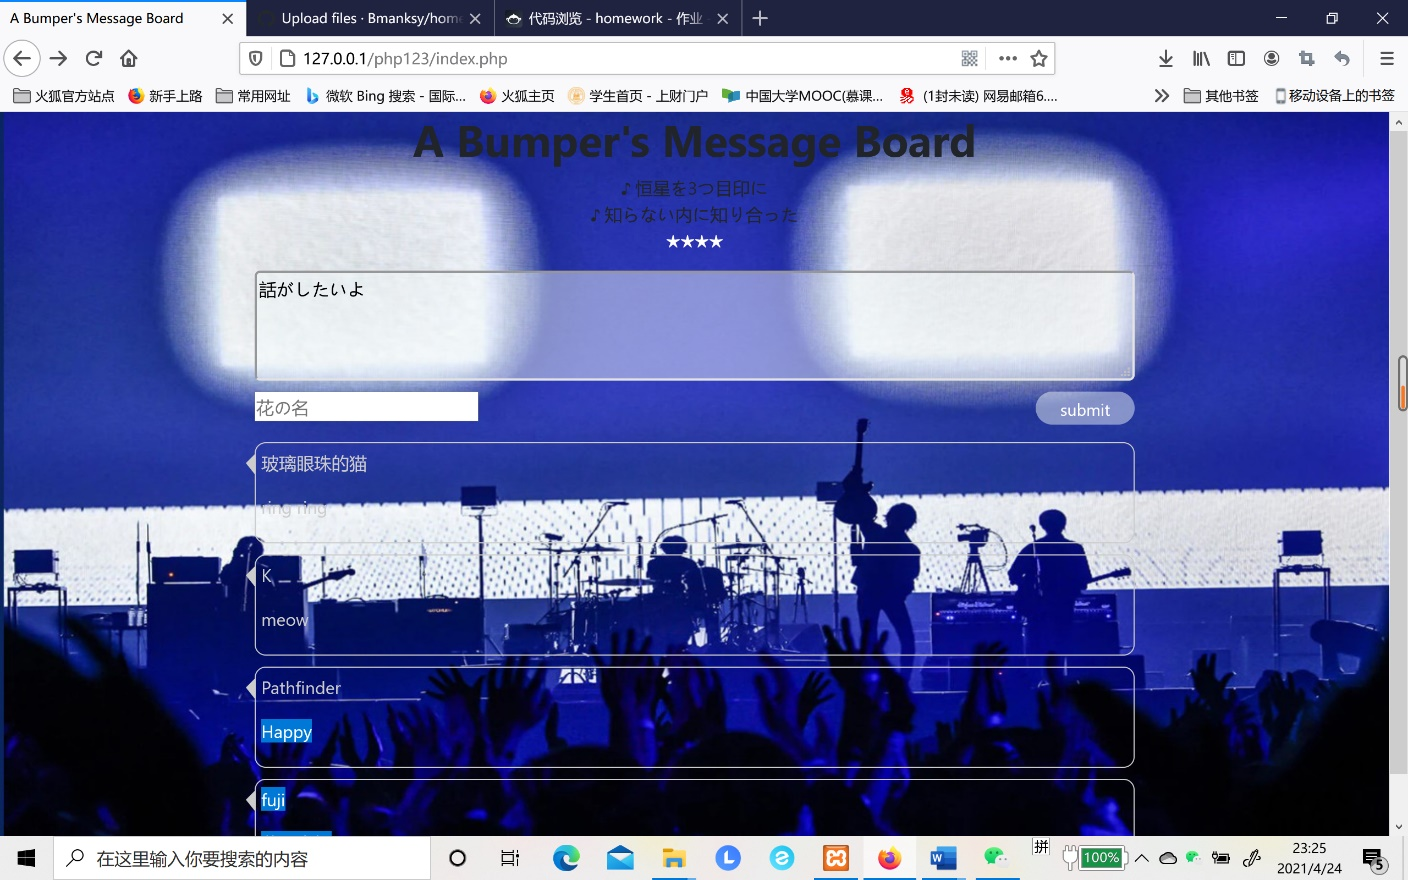 A Bumper's Message Board
Upload files · Bmanksy/home
代码浏览 - homework - 作业
127.0.0.1/php123/index.php
火狐官方站点 新手上路 常用网址 微软 Bing 搜索 - 国际... 火狐主页 学生首页 - 上财门户 中国大学MOOC(慕课... (1封未读) 网易邮箱6.... 其他书签 移动设备上的书签
A Bumper's Message Board
♪恒星を3つ目印に
♪知らない内に知り合った
★★★★
話がしたいよ
花の名
submit
玻璃眼珠的猫
ring ring
K
meow
Pathfinder
Happy
fuji
在这里输入你要搜索的内容
拼
100%
23:25
2021/4/24
5